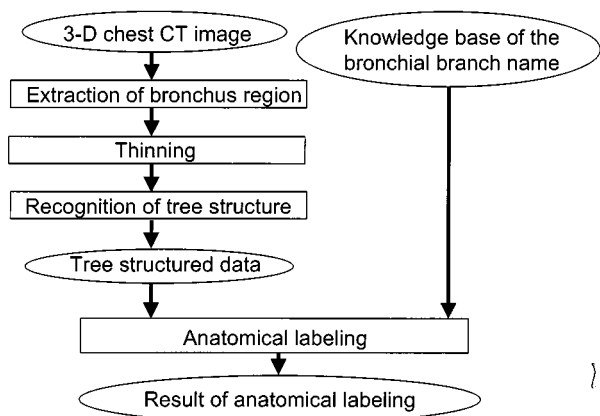 3-D chest CT image
Knowledge base of the
bronchial branch name
Extraction of bronchus region
Thinning
Recognition of tree structure
Tree structured data
Anatomical labeling
Result of anatomical labeling